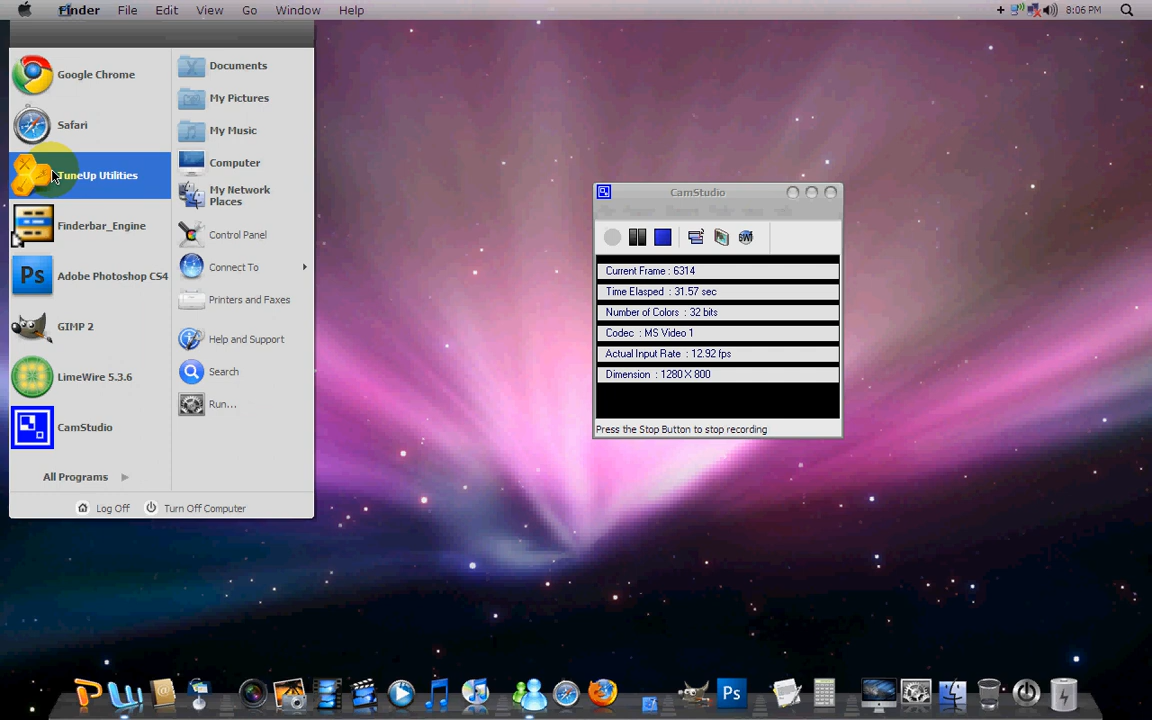 Finder File Edit View Go Window Help 8:06 PM
Google Chrome
Safari
TuneUp Utilities
Finderbar_Engine
Adobe Photoshop CS4
GIMP 2
LimeWire 5.3.6
CamStudio
All Programs
Documents
My Pictures
My Music
Computer
My Network
Places
Control Panel
Connect To
Printers and Faxes
Help and Support
Search
Run...
Log Off Turn Off Computer
CamStudio
Current Frame : 6314
Time Elasped : 31.57 sec
Number of Colors : 32 bits
Codec : MS Video 1
Actual Input Rate : 12.92 fps
Dimension : 1280 X 800
Press the Stop Button to stop recording
Ps
Ps